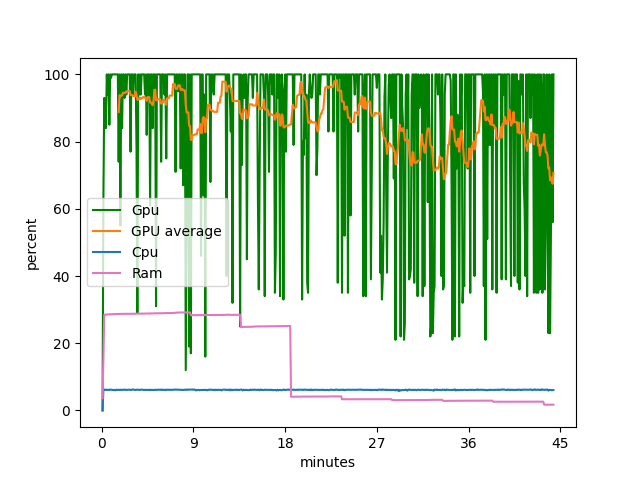 100
80
60
40
20
0
percent
Gpu
GPU average
Cpu
Ram
0 9 18 27 36 45
minutes